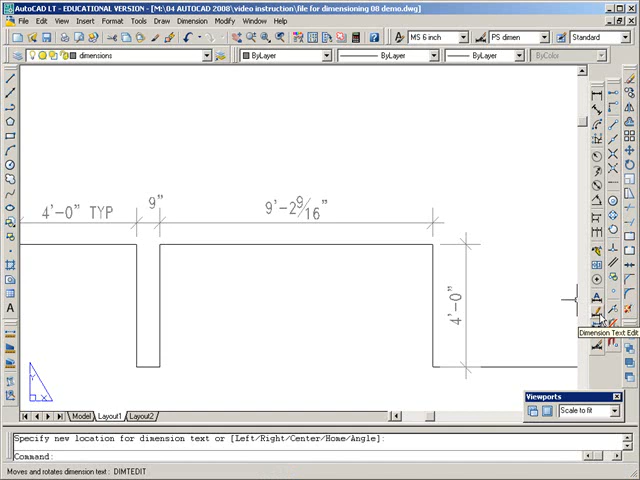 AutoCAD LT - EDUCATIONAL VERSION - [M:\04 AUTOCAD 2008\video instruction\file for dimensioning 08 demo.dwg]
File Edit View Insert Format Tools Draw Dimension Modify Window Help
MS 6 inch PS dimen Standard
dimensions ByLayer ByLayer ByLayer ByColor
4'-0" TYP 9" 9'-2 9/16"
4'-0"
Dimension Text Edit
Y
X
Viewports
Scale to fit
Model Layout1 Layout2
Specify new location for dimension text or [Left/Right/Center/Home/Angle]:
Command:
Moves and rotates dimension text: DIMTEDIT